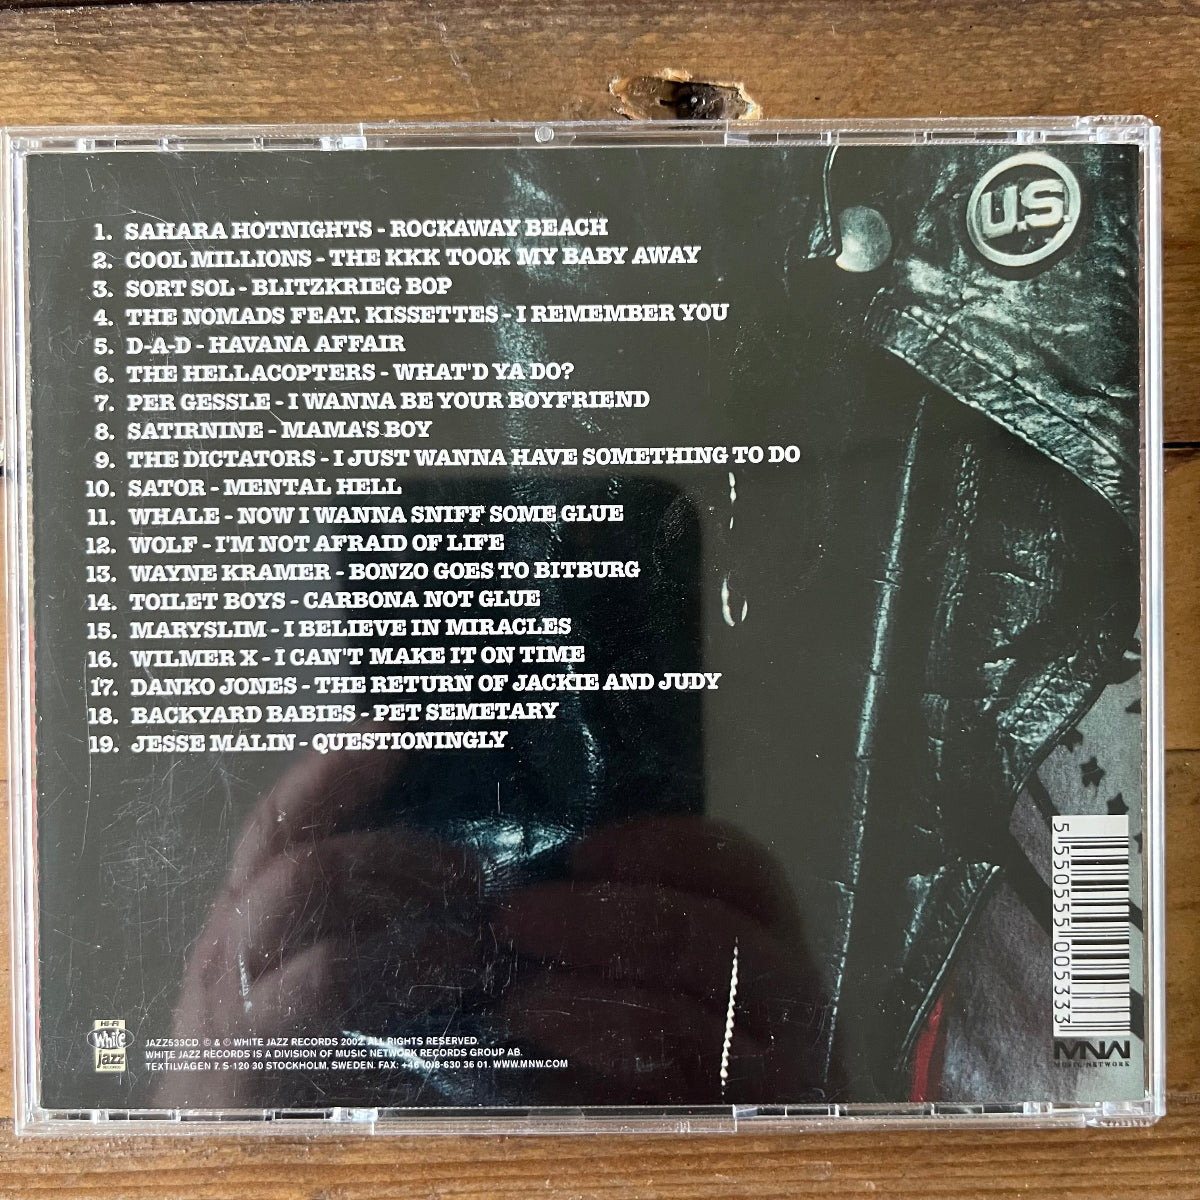 U.S.
1. SAHARA HOTNIGHTS - ROCKAWAY BEACH
2. COOL MILLIONS - THE KKK TOOK MY BABY AWAY
3. SORT SOL - BLITZKRIEG BOP
4. THE NOMADS FEAT. KISSETTES - I REMEMBER YOU
5. D-A-D - HAVANA AFFAIR
6. THE HELLACOPTERS - WHAT'D YA DO?
7. PER GESSLE - I WANNA BE YOUR BOYFRIEND
8. SATIRNINE - MAMA'S BOY
9. THE DICTATORS - I JUST WANNA HAVE SOMETHING TO DO
10. SATOR - MENTAL HELL
11. WHALE - NOW I WANNA SNIFF SOME GLUE
12. WOLF - I'M NOT AFRAID OF LIFE
13. WAYNE KRAMER - BONZO GOES TO BITBURG
14. TOILET BOYS - CARBONA NOT GLUE
15. MARYSLIM - I BELIEVE IN MIRACLES
16. WILMER X - I CAN'T MAKE IT ON TIME
17. DANKO JONES - THE RETURN OF JACKIE AND JUDY
18. BACKYARD BABIES - PET SEMETARY
19. JESSE MALIN - QUESTIONINGLY
5 550555 005333
HI-FI
White
jazz
RECORDS
JAZZ533CD. © & ℗ WHITE JAZZ RECORDS 2002. ALL RIGHTS RESERVED.
WHITE JAZZ RECORDS IS A DIVISION OF MUSIC NETWORK RECORDS GROUP AB.
TEXTILVÄGEN 7. S-120 30 STOCKHOLM, SWEDEN. FAX: +46 (0)8-630 36 01. WWW.MNW.COM
MNW
MUSIC NETWORK